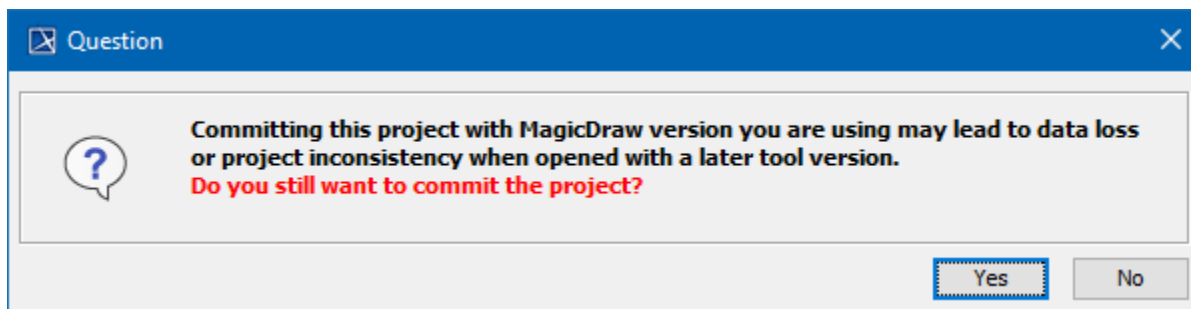 Question
Committing this project with MagicDraw version you are using may lead to data loss
or project inconsistency when opened with a later tool version.
Do you still want to commit the project?
Yes No